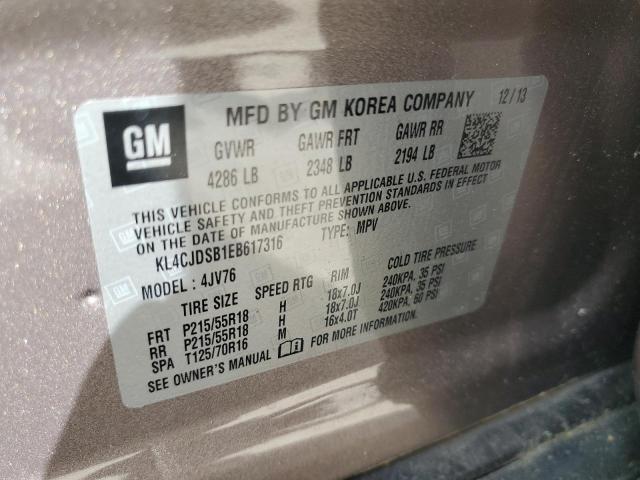 GM
MFD BY GM KOREA COMPANY 12/13
GVWR GAWR FRT GAWR RR
4286 LB 2348 LB 2194 LB
THIS VEHICLE CONFORMS TO ALL APPLICABLE U.S. FEDERAL MOTOR
VEHICLE SAFETY AND THEFT PREVENTION STANDARDS IN EFFECT
ON THE DATE OF MANUFACTURE SHOWN ABOVE.
KL4CJDSB1EB617316 TYPE: MPV
MODEL: 4JV76
TIRE SIZE SPEED RTG RIM COLD TIRE PRESSURE
FRT P215/55R18 H 18x7.0J 240KPA, 35 PSI
RR P215/55R18 H 18x7.0J 240KPA, 35 PSI
SPA T125/70R16 M 16x4.0T 420KPA, 60 PSI
SEE OWNER'S MANUAL FOR MORE INFORMATION.